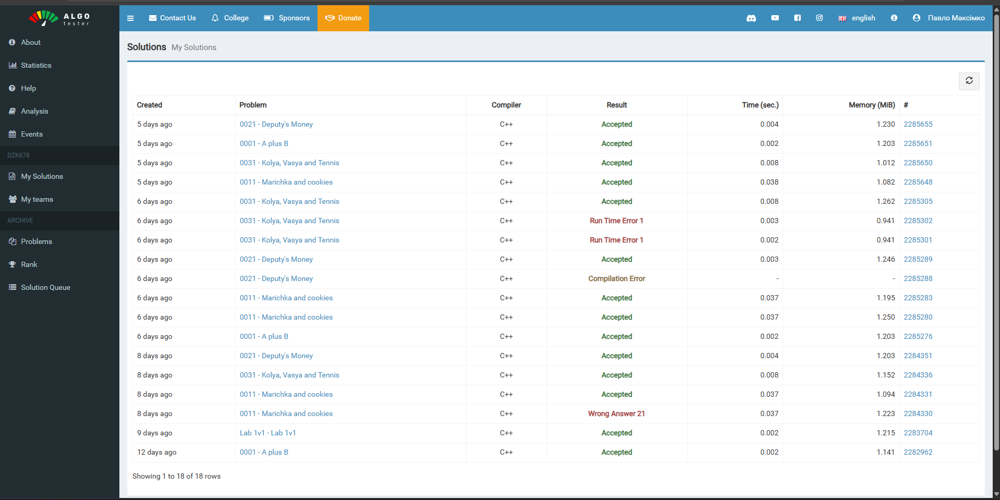 ALGO
tester
Contact Us College Sponsors Donate english Павло Максімко
About
Statistics
Help
Analysis
Events
DZK678
My Solutions
My teams
ARCHIVE
Problems
Rank
Solution Queue
Solutions My Solutions
Created Problem Compiler Result Time (sec.) Memory (MiB) #
5 days ago 0021 - Deputy's Money C++ Accepted 0.004 1.230 2285655
5 days ago 0001 - A plus B C++ Accepted 0.002 1.203 2285651
5 days ago 0031 - Kolya, Vasya and Tennis C++ Accepted 0.008 1.012 2285650
5 days ago 0011 - Marichka and cookies C++ Accepted 0.038 1.082 2285648
6 days ago 0031 - Kolya, Vasya and Tennis C++ Accepted 0.008 1.262 2285305
6 days ago 0031 - Kolya, Vasya and Tennis C++ Run Time Error 1 0.003 0.941 2285302
6 days ago 0031 - Kolya, Vasya and Tennis C++ Run Time Error 1 0.002 0.941 2285301
6 days ago 0021 - Deputy's Money C++ Accepted 0.003 1.246 2285289
6 days ago 0021 - Deputy's Money C++ Compilation Error - - 2285288
6 days ago 0011 - Marichka and cookies C++ Accepted 0.037 1.195 2285283
6 days ago 0011 - Marichka and cookies C++ Accepted 0.037 1.250 2285280
6 days ago 0001 - A plus B C++ Accepted 0.002 1.203 2285276
8 days ago 0021 - Deputy's Money C++ Accepted 0.004 1.203 2284351
8 days ago 0031 - Kolya, Vasya and Tennis C++ Accepted 0.008 1.152 2284336
8 days ago 0011 - Marichka and cookies C++ Accepted 0.037 1.094 2284331
8 days ago 0011 - Marichka and cookies C++ Wrong Answer 21 0.037 1.223 2284330
9 days ago Lab 1v1 - Lab 1v1 C++ Accepted 0.002 1.215 2283704
12 days ago 0001 - A plus B C++ Accepted 0.002 1.141 2282962
Showing 1 to 18 of 18 rows